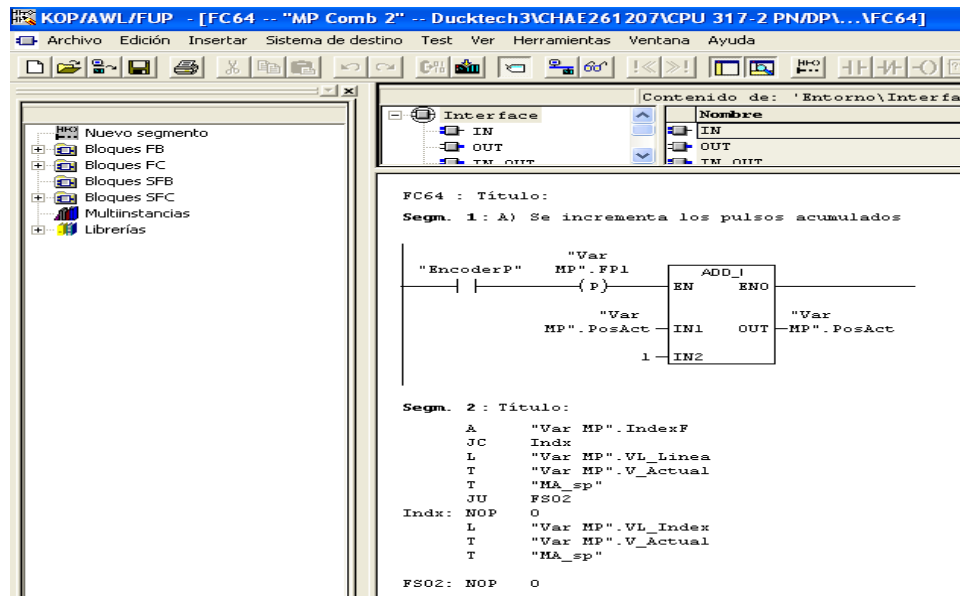 KOP/AWL/FUP - [FC64 -- "MP Comb 2" -- Ducktech3\CHAE261207\CPU 317-2 PN/DP\...\FC64]
Archivo Edición Insertar Sistema de destino Test Ver Herramientas Ventana Ayuda
Nuevo segmento
Bloques FB
Bloques FC
Bloques SFB
Bloques SFC
Multiinstancias
Librerías
Contenido de: 'Entorno\Interfa
Interface
IN
OUT
IN_OUT
Nombre
IN
OUT
IN_OUT
FC64 : Título:
Segm. 1: A) Se incrementa los pulsos acumulados
"EncoderP"
"Var
MP".FP1
(P)
ADD_I
EN ENO
"Var
MP".PosAct
IN1 OUT
"Var
MP".PosAct
1 IN2
Segm. 2: Título:
A "Var MP".IndexF
JC Indx
L "Var MP".VL_Linea
T "Var MP".V_Actual
T "MA_sp"
JU FS02
Indx: NOP 0
L "Var MP".VL_Index
T "Var MP".V_Actual
T "MA_sp"
FS02: NOP 0